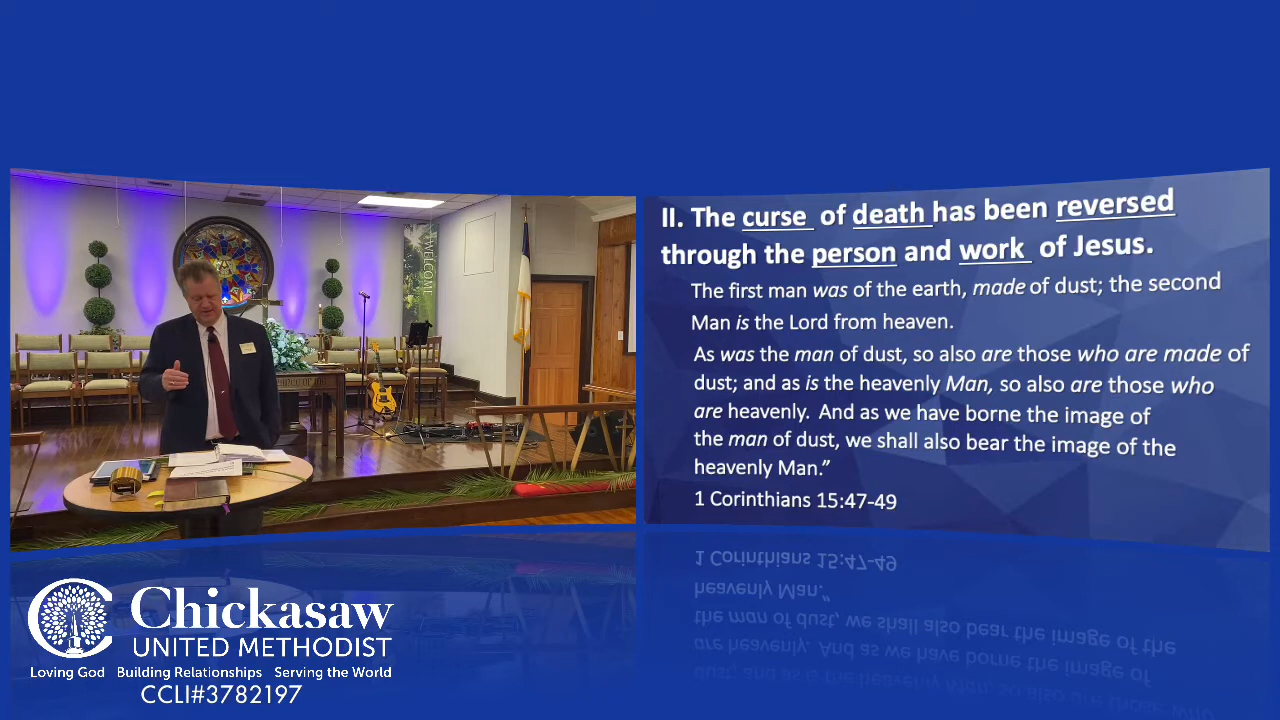 WELCOME
II. The curse of death has been reversed
through the person and work of Jesus.
The first man was of the earth, made of dust; the second
Man is the Lord from heaven.
As was the man of dust, so also are those who are made of
dust; and as is the heavenly Man, so also are those who
are heavenly. And as we have borne the image of
the man of dust, we shall also bear the image of the
heavenly Man.”
1 Corinthians 15:47-49
Chickasaw
UNITED METHODIST
Loving God Building Relationships Serving the World
CCLI#3782197